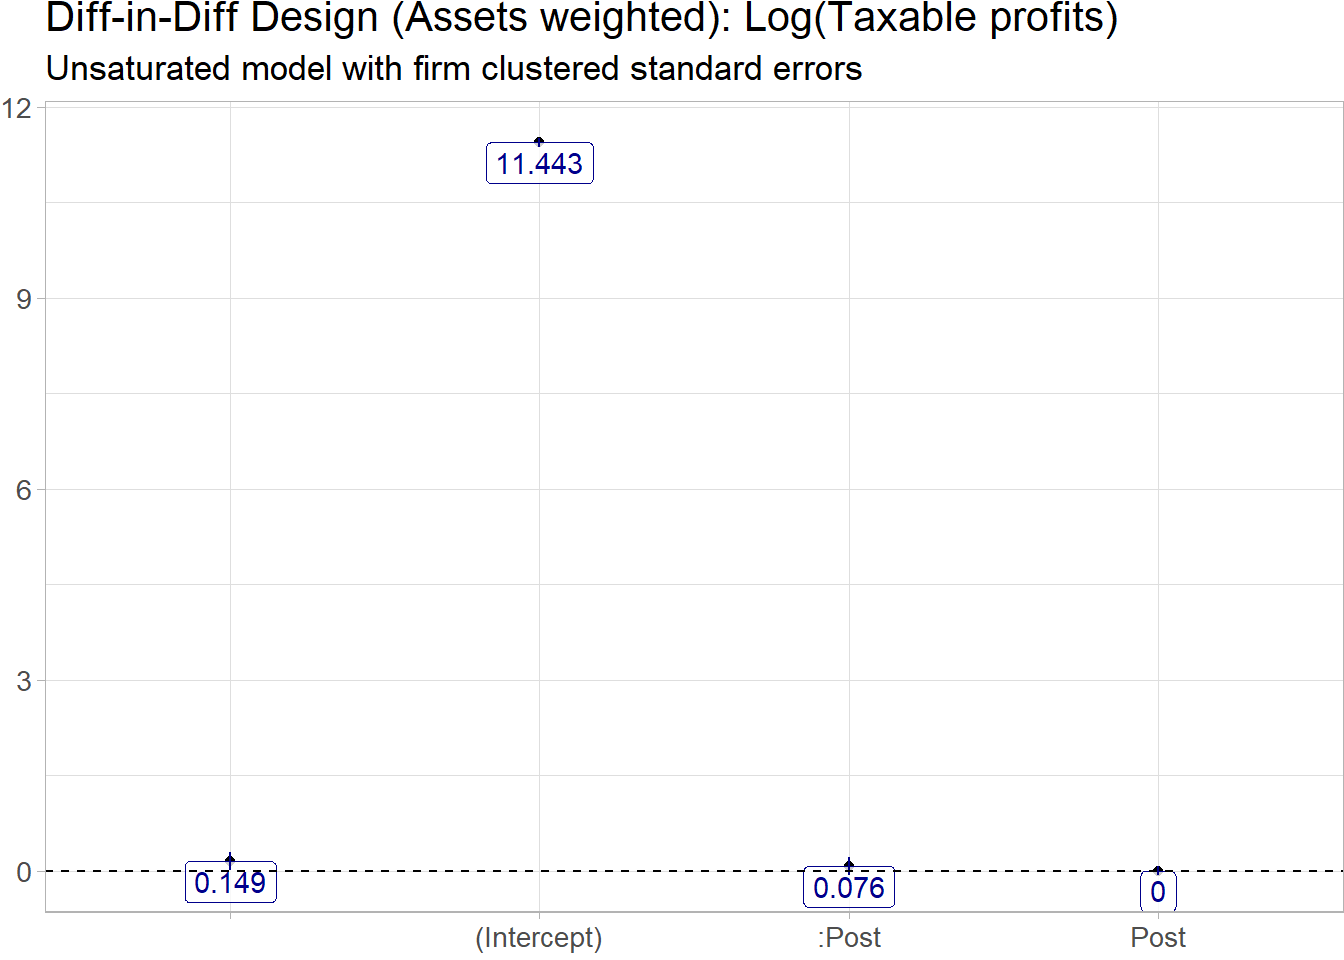 Diff-in-Diff Design (Assets weighted): Log(Taxable profits)
Unsaturated model with firm clustered standard errors
12
11.443
9
6
3
0
0.149
0.076
0
(Intercept)
:Post
Post